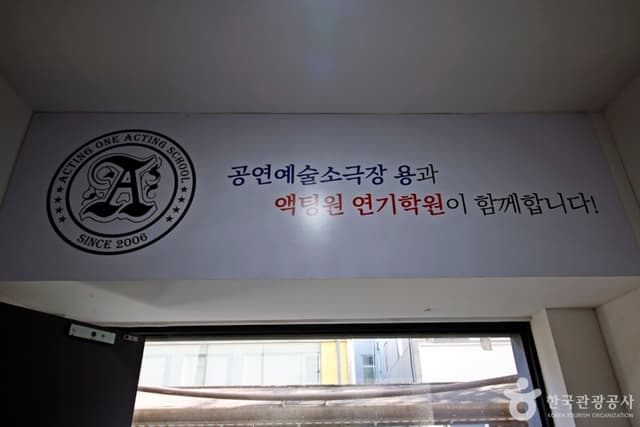 ACTING ONE ACTING SCHOOL
A
SINCE 2006
공연예술소극장 용과
액팅원 연기학원이 함께합니다!
한국관광공사
KOREA TOURISM ORGANIZATION